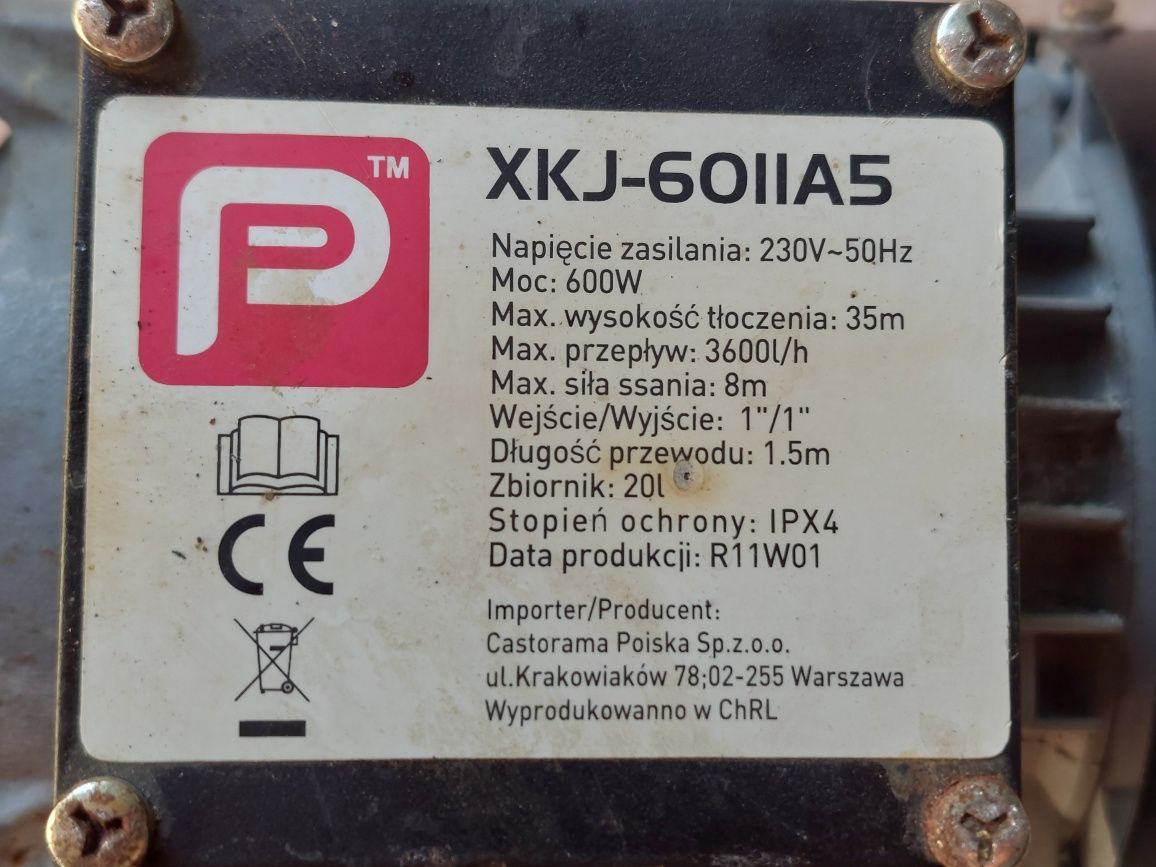 P TM
XKJ-60IIA5
Napięcie zasilania: 230V~50Hz
Moc: 600W
Max. wysokość tłoczenia: 35m
Max. przepływ: 3600l/h
Max. siła ssania: 8m
Wejście/Wyjście: 1"/1"
Długość przewodu: 1.5m
Zbiornik: 20l
Stopień ochrony: IPX4
Data produkcji: R11W01
CE
Importer/Producent:
Castorama Poiska Sp.z.o.o.
ul.Krakowiaków 78;02-255 Warszawa
Wyprodukowanno w ChRL